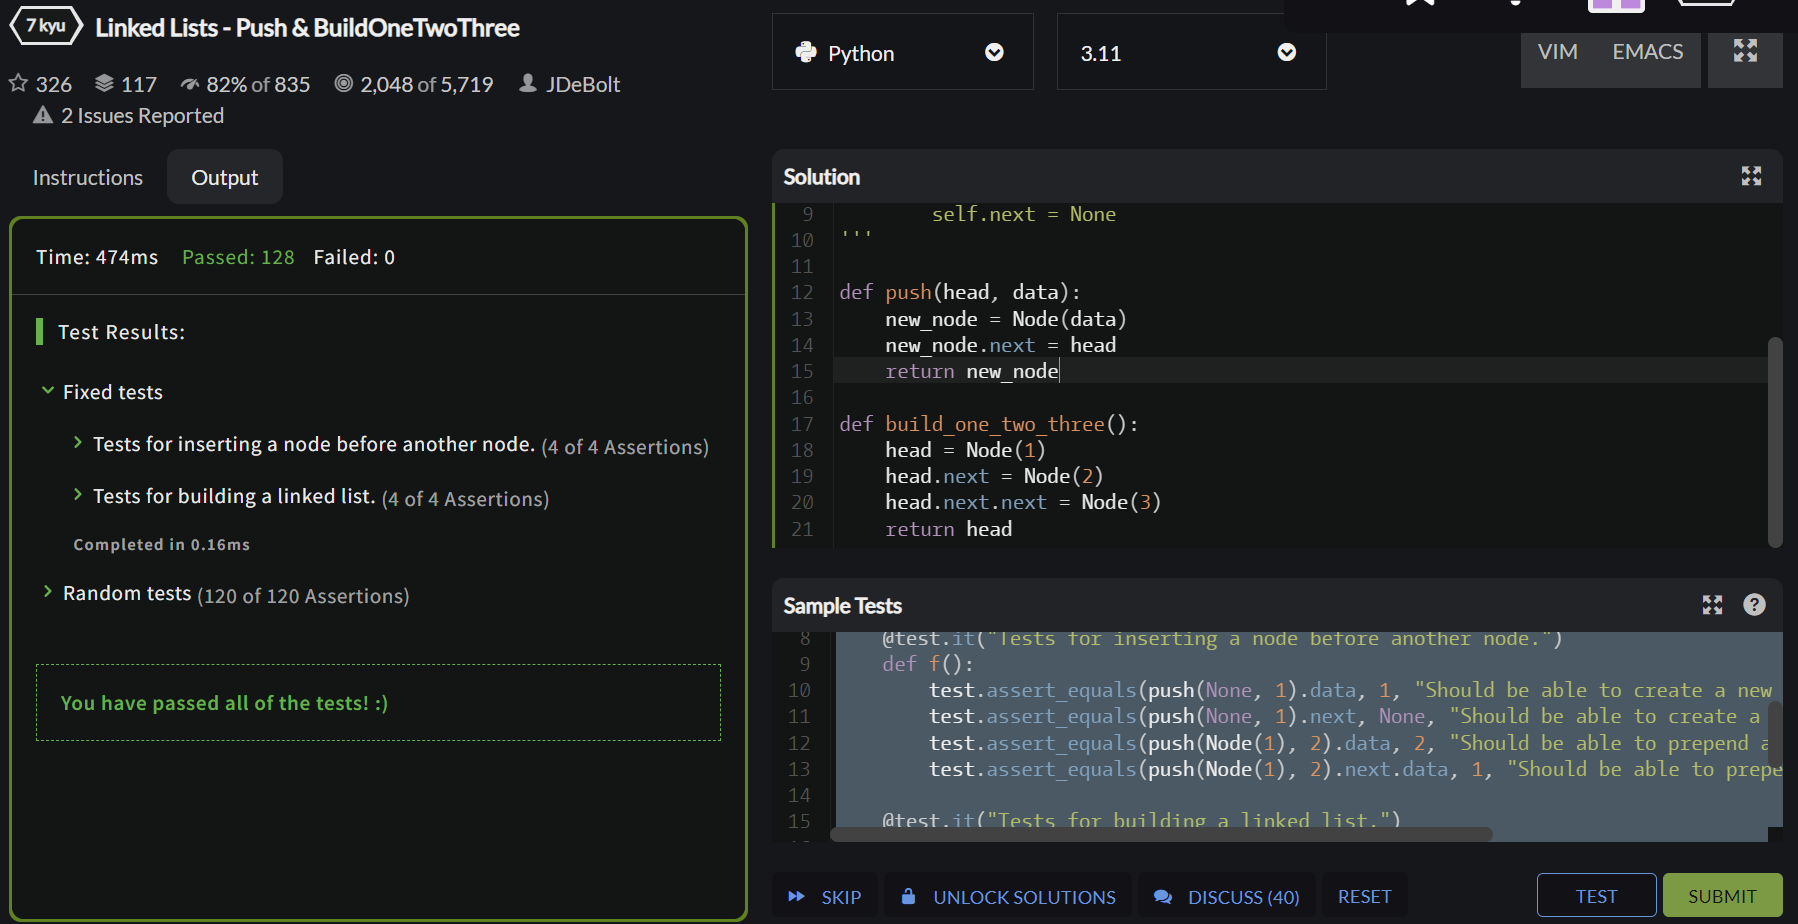 7 kyu
Linked Lists - Push & BuildOneTwoThree
326 117 82% of 835 2,048 of 5,719 JDeBolt
2 Issues Reported
Python
3.11
VIM EMACS
Instructions
Output
Time: 474ms Passed: 128 Failed: 0
Test Results:
Fixed tests
Tests for inserting a node before another node. (4 of 4 Assertions)
Tests for building a linked list. (4 of 4 Assertions)
Completed in 0.16ms
Random tests (120 of 120 Assertions)
You have passed all of the tests! :)
Solution
9         self.next = None
10 '''
11
12 def push(head, data):
13     new_node = Node(data)
14     new_node.next = head
15     return new_node
16
17 def build_one_two_three():
18     head = Node(1)
19     head.next = Node(2)
20     head.next.next = Node(3)
21     return head
Sample Tests
8     @test.it("Tests for inserting a node before another node.")
9     def f():
10         test.assert_equals(push(None, 1).data, 1, "Should be able to create a new
11         test.assert_equals(push(None, 1).next, None, "Should be able to create a
12         test.assert_equals(push(Node(1), 2).data, 2, "Should be able to prepend a
13         test.assert_equals(push(Node(1), 2).next.data, 1, "Should be able to prepe
14
15     @test.it("Tests for building a linked list.")
SKIP
UNLOCK SOLUTIONS
DISCUSS (40)
RESET
TEST
SUBMIT